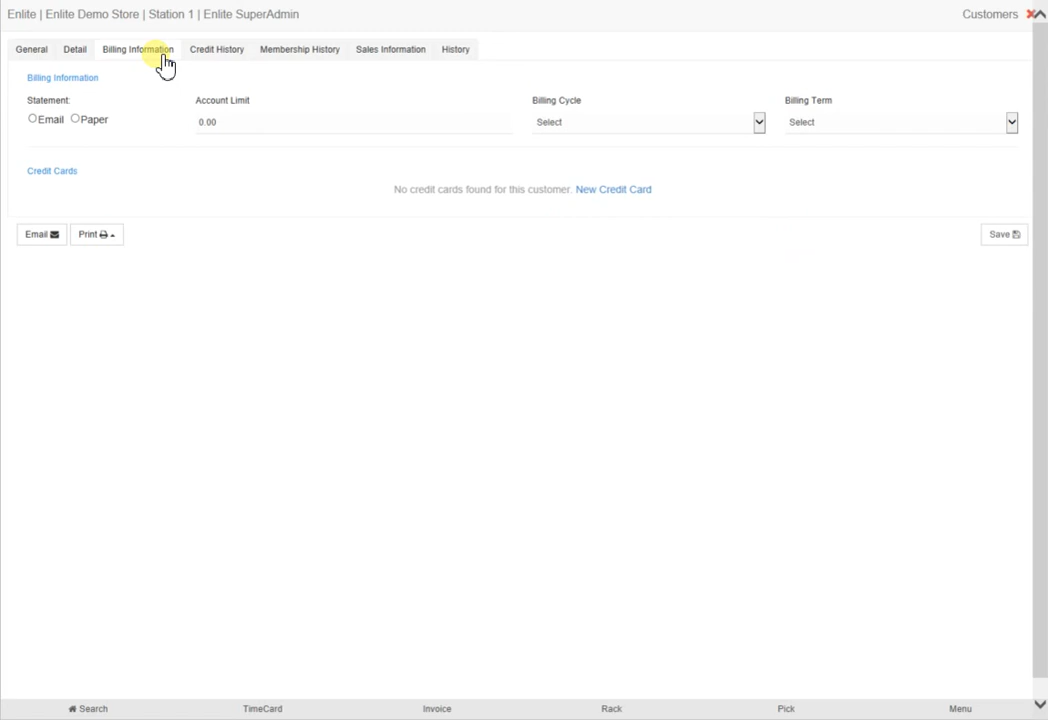 Enlite | Enlite Demo Store | Station 1 | Enlite SuperAdmin Customers
General Detail Billing Information Credit History Membership History Sales Information History
Billing Information
Statement: Account Limit Billing Cycle Billing Term
Email Paper 0.00 Select Select
Credit Cards
No credit cards found for this customer. New Credit Card
Email Print Save
Search TimeCard Invoice Rack Pick Menu